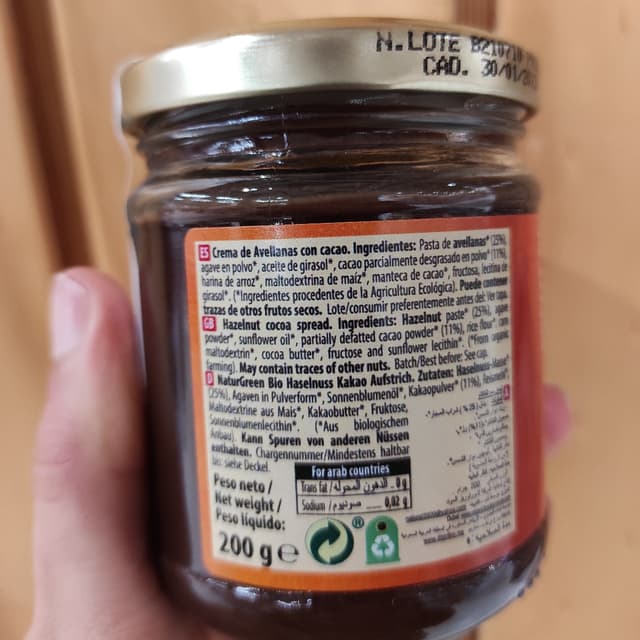 N.LOTE B210710
CAD. 30/01/
ES Crema de Avellanas con cacao. Ingredientes: Pasta de avellanas* (25%),
agave en polvo*, aceite de girasol*, cacao parcialmente desgrasado en polvo* (11%),
harina de arroz*, maltodextrina de maíz*, manteca de cacao*, fructosa, lecitina de
girasol*. (*Ingredientes procedentes de la Agricultura Ecológica). Puede contener
trazas de otros frutos secos. Lote/consumir preferentemente antes del: Ver tapa.
GB Hazelnut cocoa spread. Ingredients: Hazelnut paste* (25%), agave
powder*, sunflower oil*, partially defatted cacao powder* (11%), rice flour*, corn
maltodextrin*, cocoa butter*, fructose and sunflower lecithin*. (*From organic
farming). May contain traces of other nuts. Batch/Best before: See cap.
D NaturGreen Bio Haselnuss Kakao Aufstrich. Zutaten: Haselnuss-Mousse*
(25%), Agaven in Pulverform*, Sonnenblumenöl*, Kakaopulver* (11%), Reismehl*,
Maltodextrine aus Mais*, Kakaobutter*, Fruktose,
Sonnenblumenlecithin*. (*Aus biologischem
Anbau). Kann Spuren von anderen Nüssen
enthalten. Chargennummer/Mindestens haltbar
bis: siehe Deckel.
For arab countries
Trans fat / الدهون المحولة .. 0 g
Sodium / صوديوم ..... 0,02 g
Peso neto /
Net weight /
Peso líquido:
200 g e
®